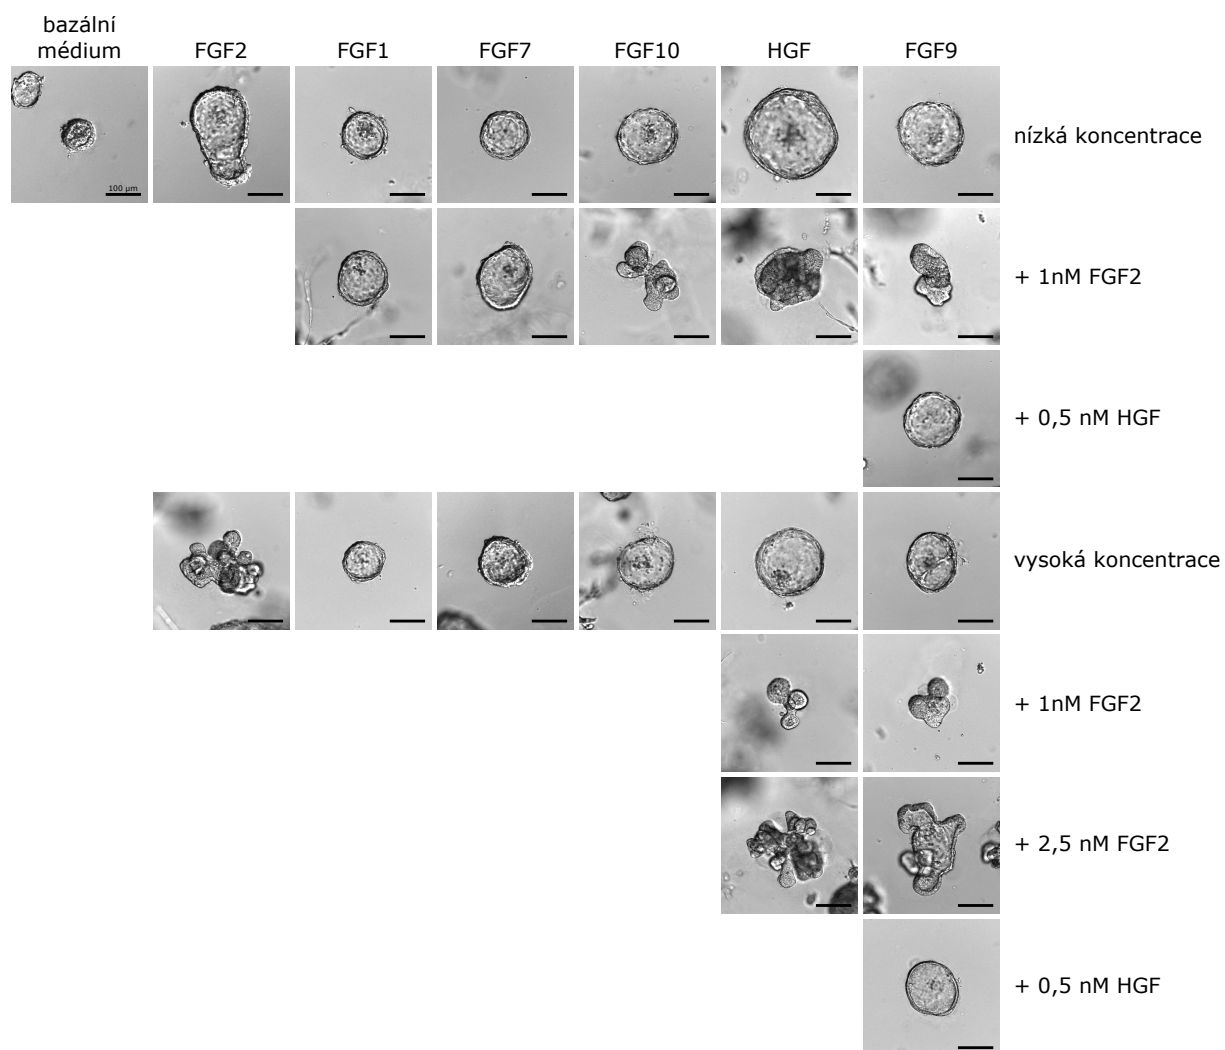 bazální
médium
FGF2
FGF1
FGF7
FGF10
HGF
FGF9
nízká koncentrace
100 μm
+ 1nM FGF2
+ 0,5 nM HGF
vysoká koncentrace
+ 1nM FGF2
+ 2,5 nM FGF2
+ 0,5 nM HGF